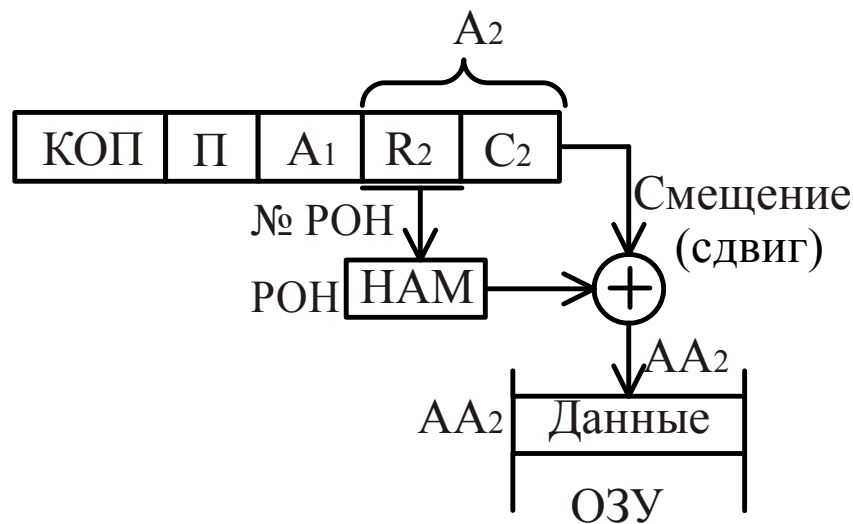 A2
КОП П A1 R2 C2
Смещение
(сдвиг)
№ РОН
РОН НАМ
AA2
AA2 Данные
ОЗУ